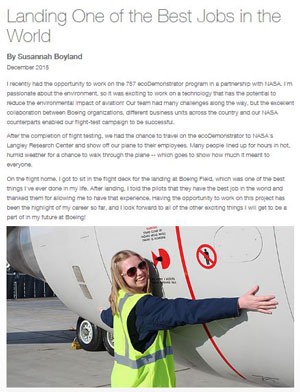 Landing One of the Best Jobs in the
World
By Susannah Boyland
December 2015
I recently had the opportunity to work on the 757 ecoDemonstrator program in a partnership with NASA. I'm
passionate about the environment, so it was exciting to work on a technology that has the potential to
reduce the environmental impact of aviation! Our team had many challenges along the way, but the excellent
collaboration between Boeing organizations, different business units across the country and our NASA
counterparts enabled our flight-test campaign to be successful.
After the completion of flight testing, we had the chance to travel on the ecoDemonstrator to NASA's
Langley Research Center and show off our plane to their employees. Many people lined up for hours in hot,
humid weather for a chance to walk through the plane -- which goes to show how much it meant to
everyone.
On the flight home, I got to sit in the flight deck for the landing at Boeing Field, which was one of the best
things I've ever done in my life. After landing, I told the pilots that they have the best job in the world and
thanked them for allowing me to have that experience. Having the opportunity to work on this project has
been the highlight of my career so far, and I look forward to all of the other exciting things I will get to be a
part of in my future at Boeing!